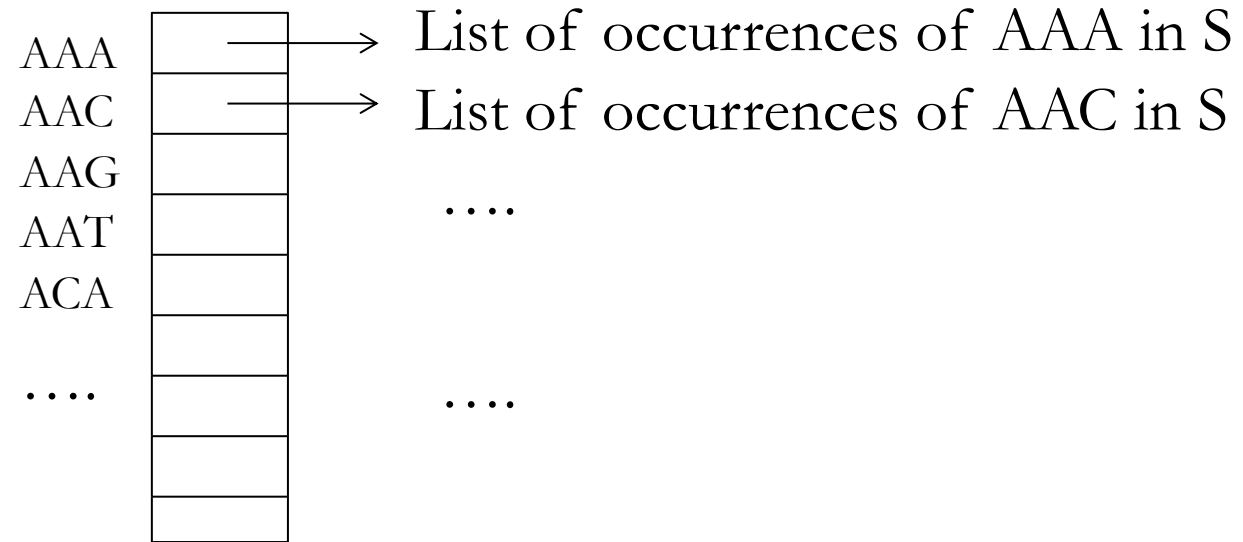 AAA List of occurrences of AAA in S
AAC List of occurrences of AAC in S
AAG
AAT ….
ACA
…. ….